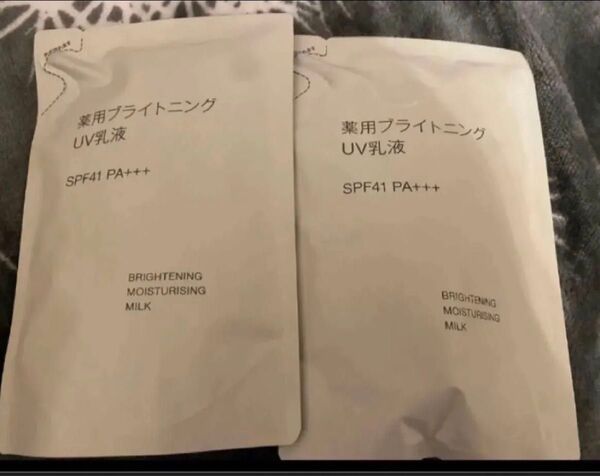 薬用ブライトニング
UV乳液
SPF41 PA+++
BRIGHTENING
MOISTURISING
MILK
薬用ブライトニング
UV乳液
SPF41 PA+++
BRIGHTENING
MOISTURISING
MILK